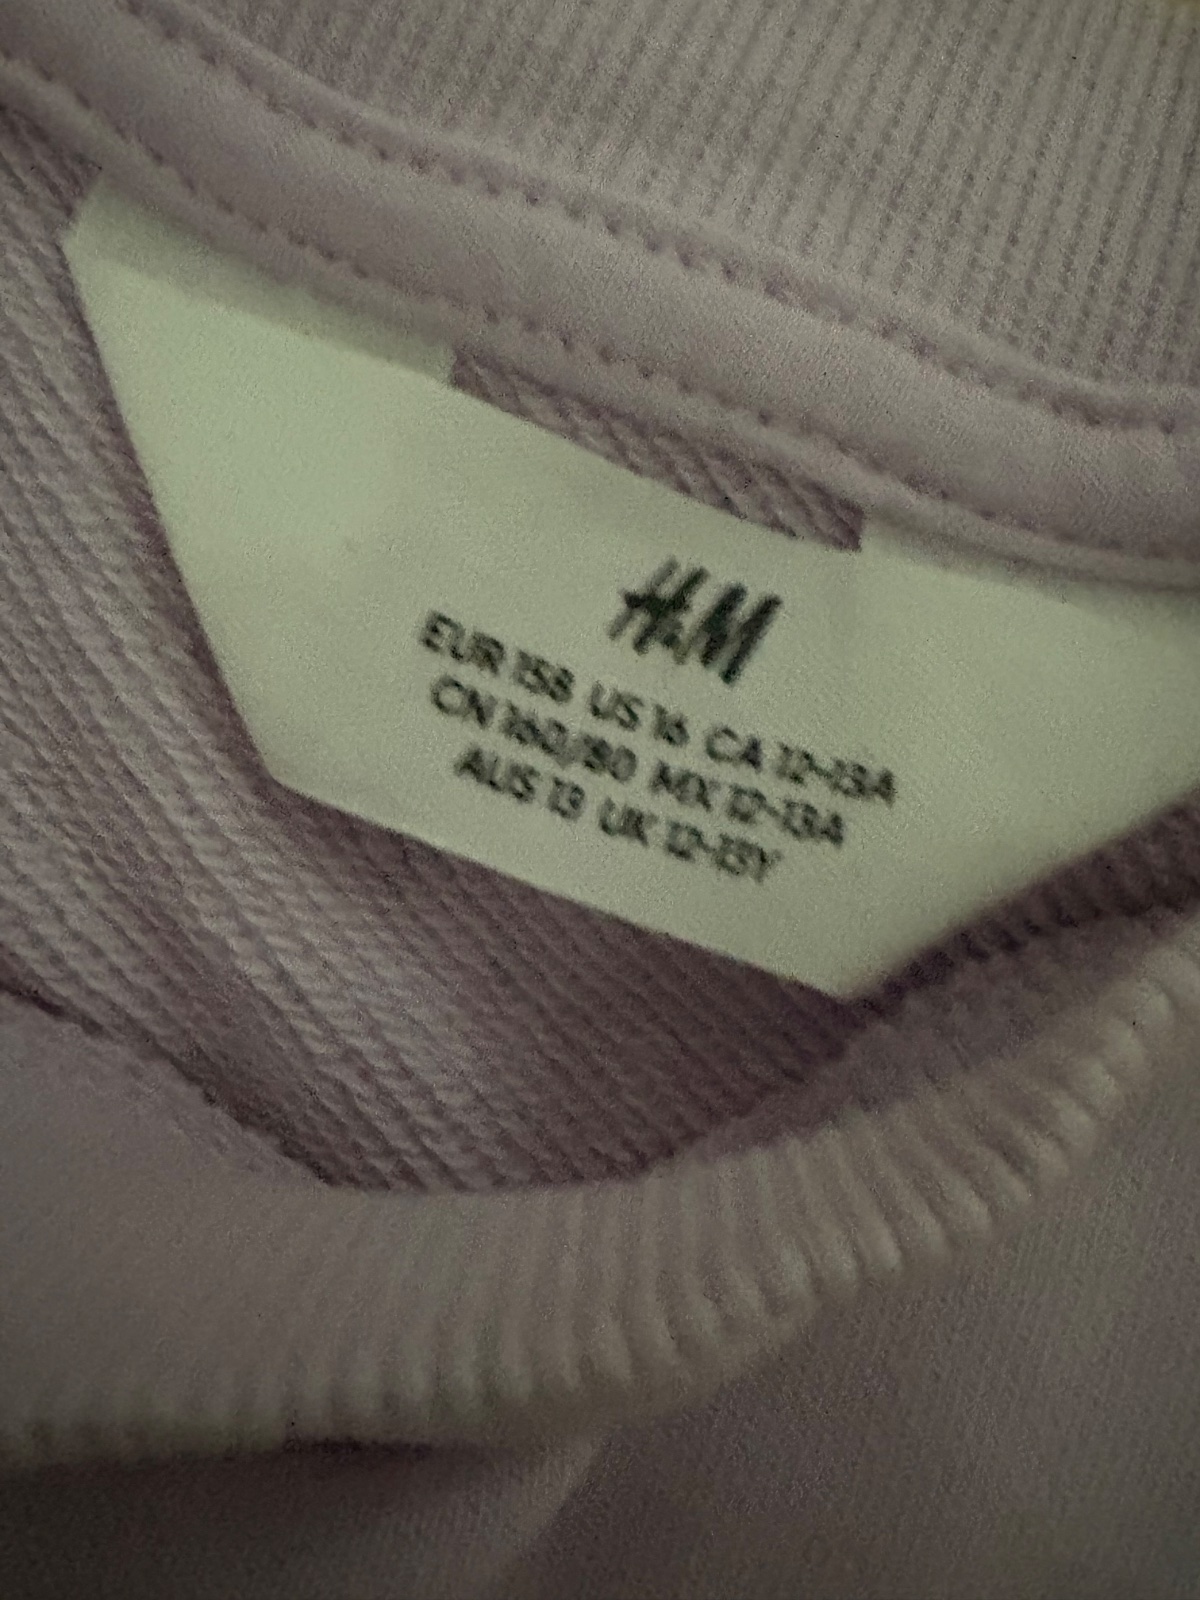 H&M
EUR 158 US 16 CA 12-13A
CN 160/80 MX 12-13A
AUS 13 UK 12-13Y